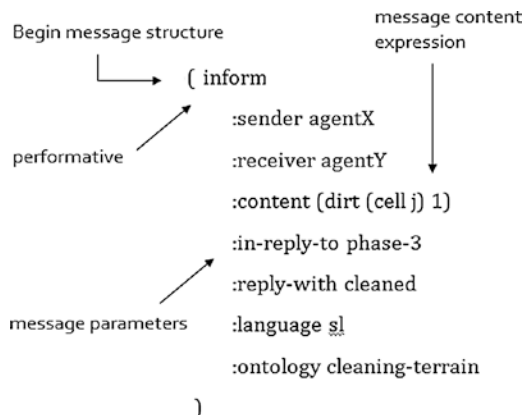 Begin message structure
message content
expression
( inform
:sender agentX
performative
:receiver agentY
:content (dirt (cell j) 1)
:in-reply-to phase-3
:reply-with cleaned
message parameters
:language sl
:ontology cleaning-terrain
)